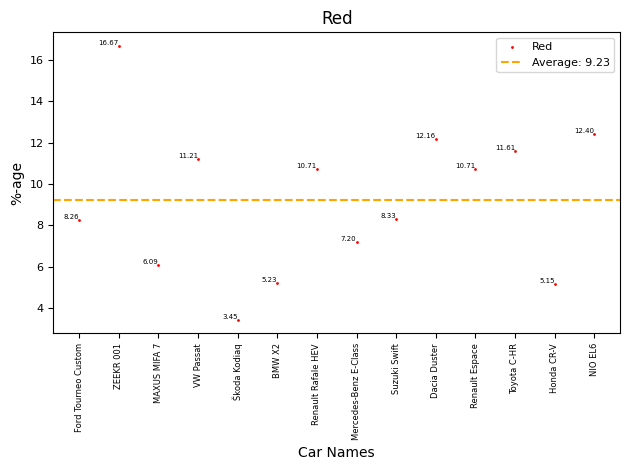 Red
%-age
16
14
12
10
8
6
4
Red
Average: 9.23
8.26
16.67
6.09
11.21
3.45
5.23
10.71
7.20
8.33
12.16
10.71
11.61
5.15
12.40
Ford Tourneo Custom
ZEEKR 001
MAXUS MIFA 7
VW Passat
Škoda Kodiaq
BMW X2
Renault Rafale HEV
Mercedes-Benz E-Class
Suzuki Swift
Dacia Duster
Renault Espace
Toyota C-HR
Honda CR-V
NIO EL6
Car Names